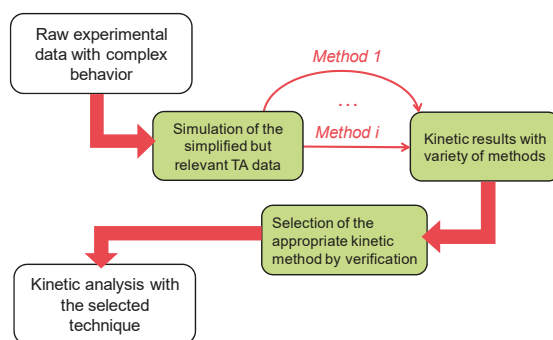 Raw experimental
data with complex
behavior
Method 1
...
Method i
Simulation of the
simplified but
relevant TA data
Kinetic results with
variety of methods
Selection of the
appropriate kinetic
method by verification
Kinetic analysis with
the selected
technique